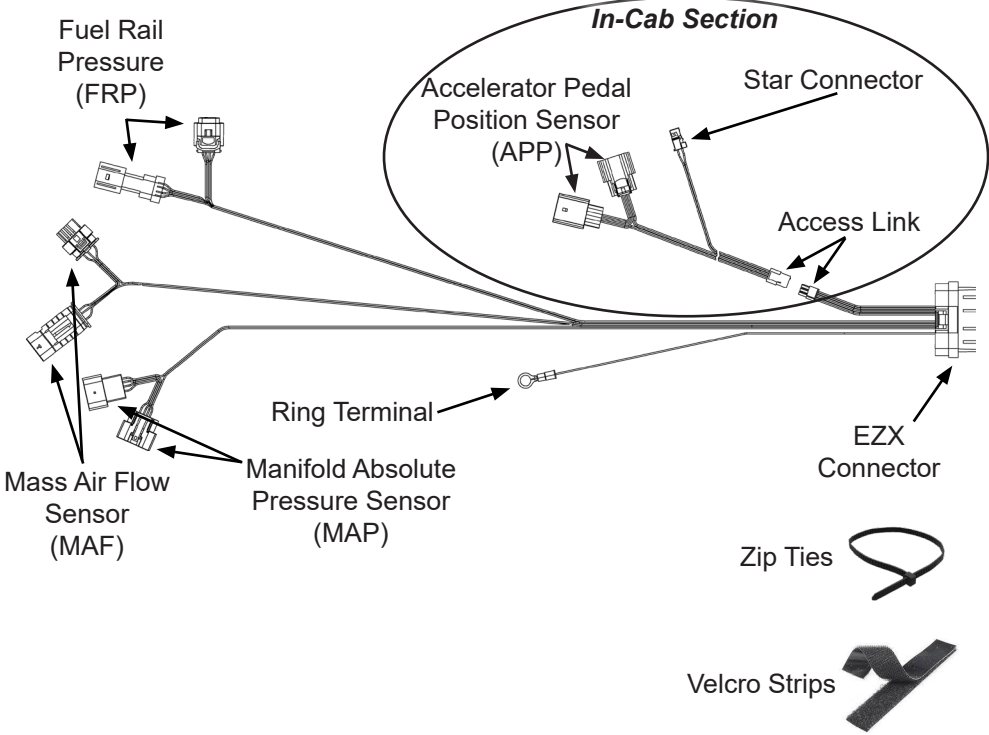 In-Cab Section
Fuel Rail
Pressure
(FRP)
Accelerator Pedal
Position Sensor
(APP)
Star Connector
Access Link
Ring Terminal
EZX
Connector
Mass Air Flow
Sensor
(MAF)
Manifold Absolute
Pressure Sensor
(MAP)
Zip Ties
Velcro Strips